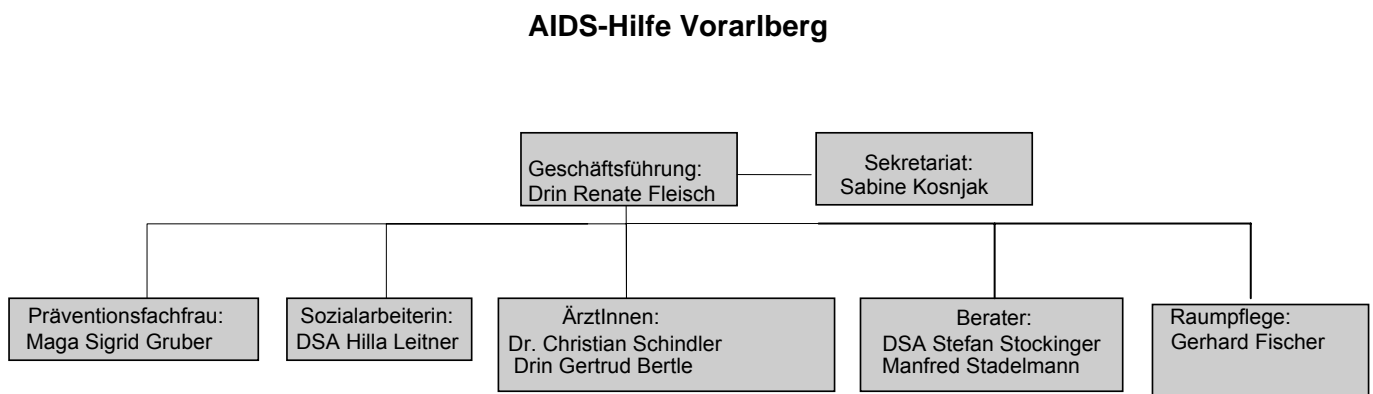 AIDS-Hilfe Vorarlberg
Geschäftsführung:
Drin Renate Fleisch
Sekretariat:
Sabine Kosnjak
Präventionsfachfrau:
Maga Sigrid Gruber
Sozialarbeiterin:
DSA Hilla Leitner
ÄrztInnen:
Dr. Christian Schindler
Drin Gertrud Bertle
Berater:
DSA Stefan Stockinger
Manfred Stadelmann
Raumpflege:
Gerhard Fischer